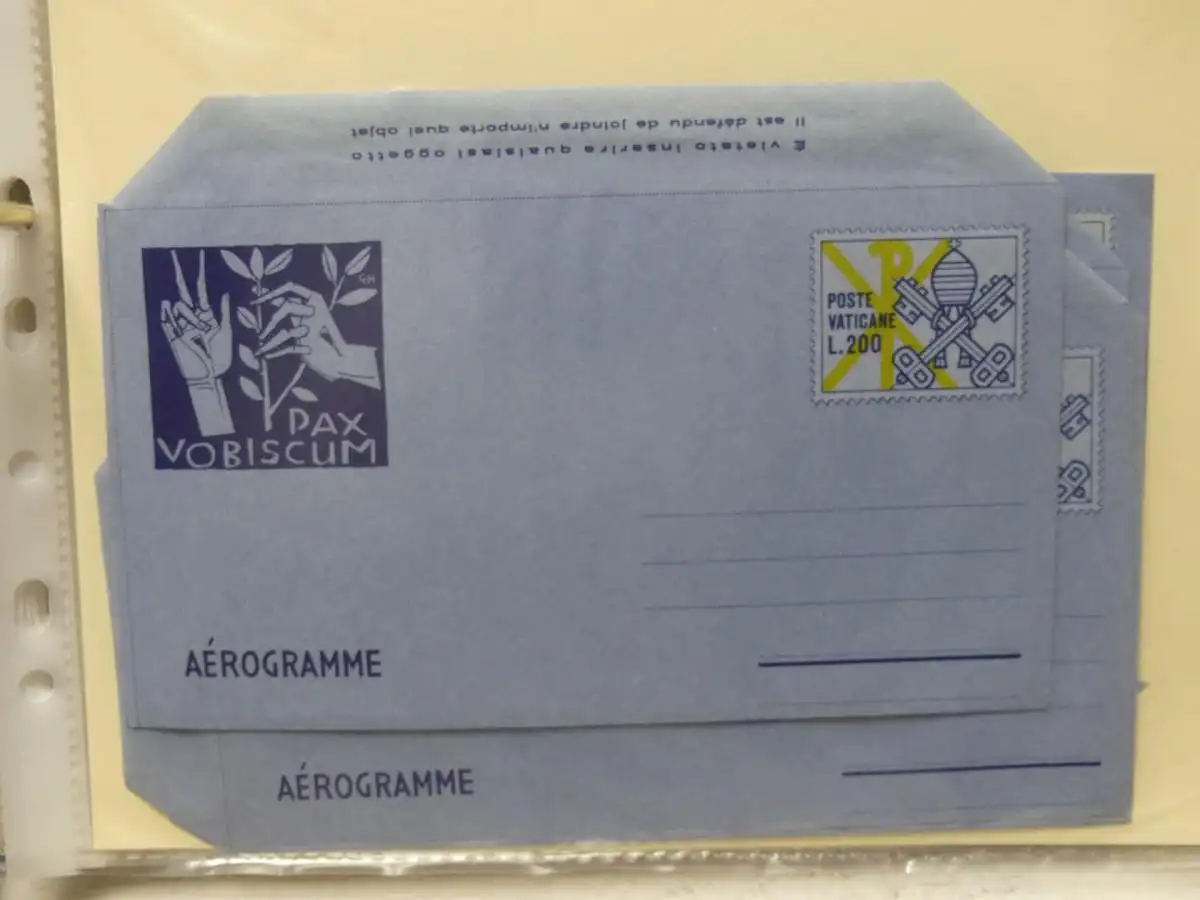 Il est défendu de joindre n'importe quel objet
È vietato inserire qualsiasi oggetto
GH
PAX
VOBISCUM
POSTE
VATICANE
L.200
AÉROGRAMME
AÉROGRAMME